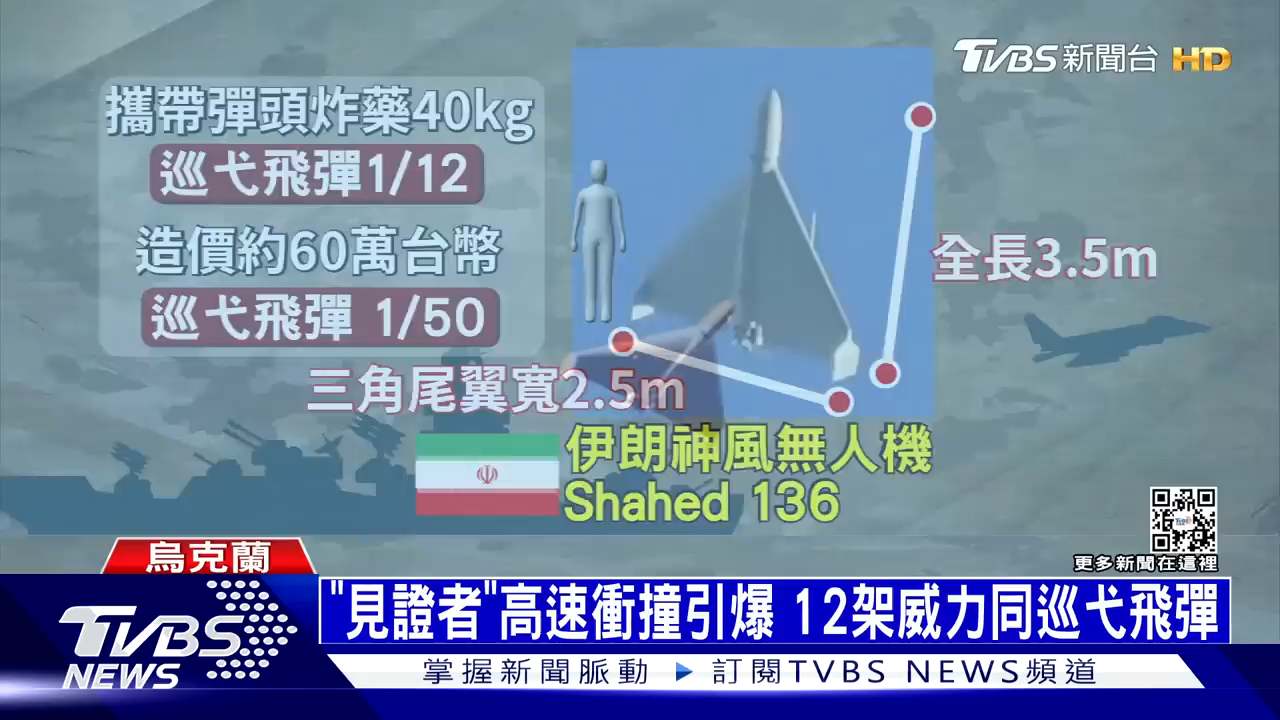 TVBS新聞台 HD
攜帶彈頭炸藥40kg
巡弋飛彈1/12
造價約60萬台幣
巡弋飛彈 1/50
全長3.5m
三角尾翼寬2.5m
伊朗神風無人機
Shahed 136
更多新聞在這裡
烏克蘭
"見證者"高速衝撞引爆 12架威力同巡弋飛彈
TVBS
NEWS
掌握新聞脈動 ▶ 訂閱TVBS NEWS頻道